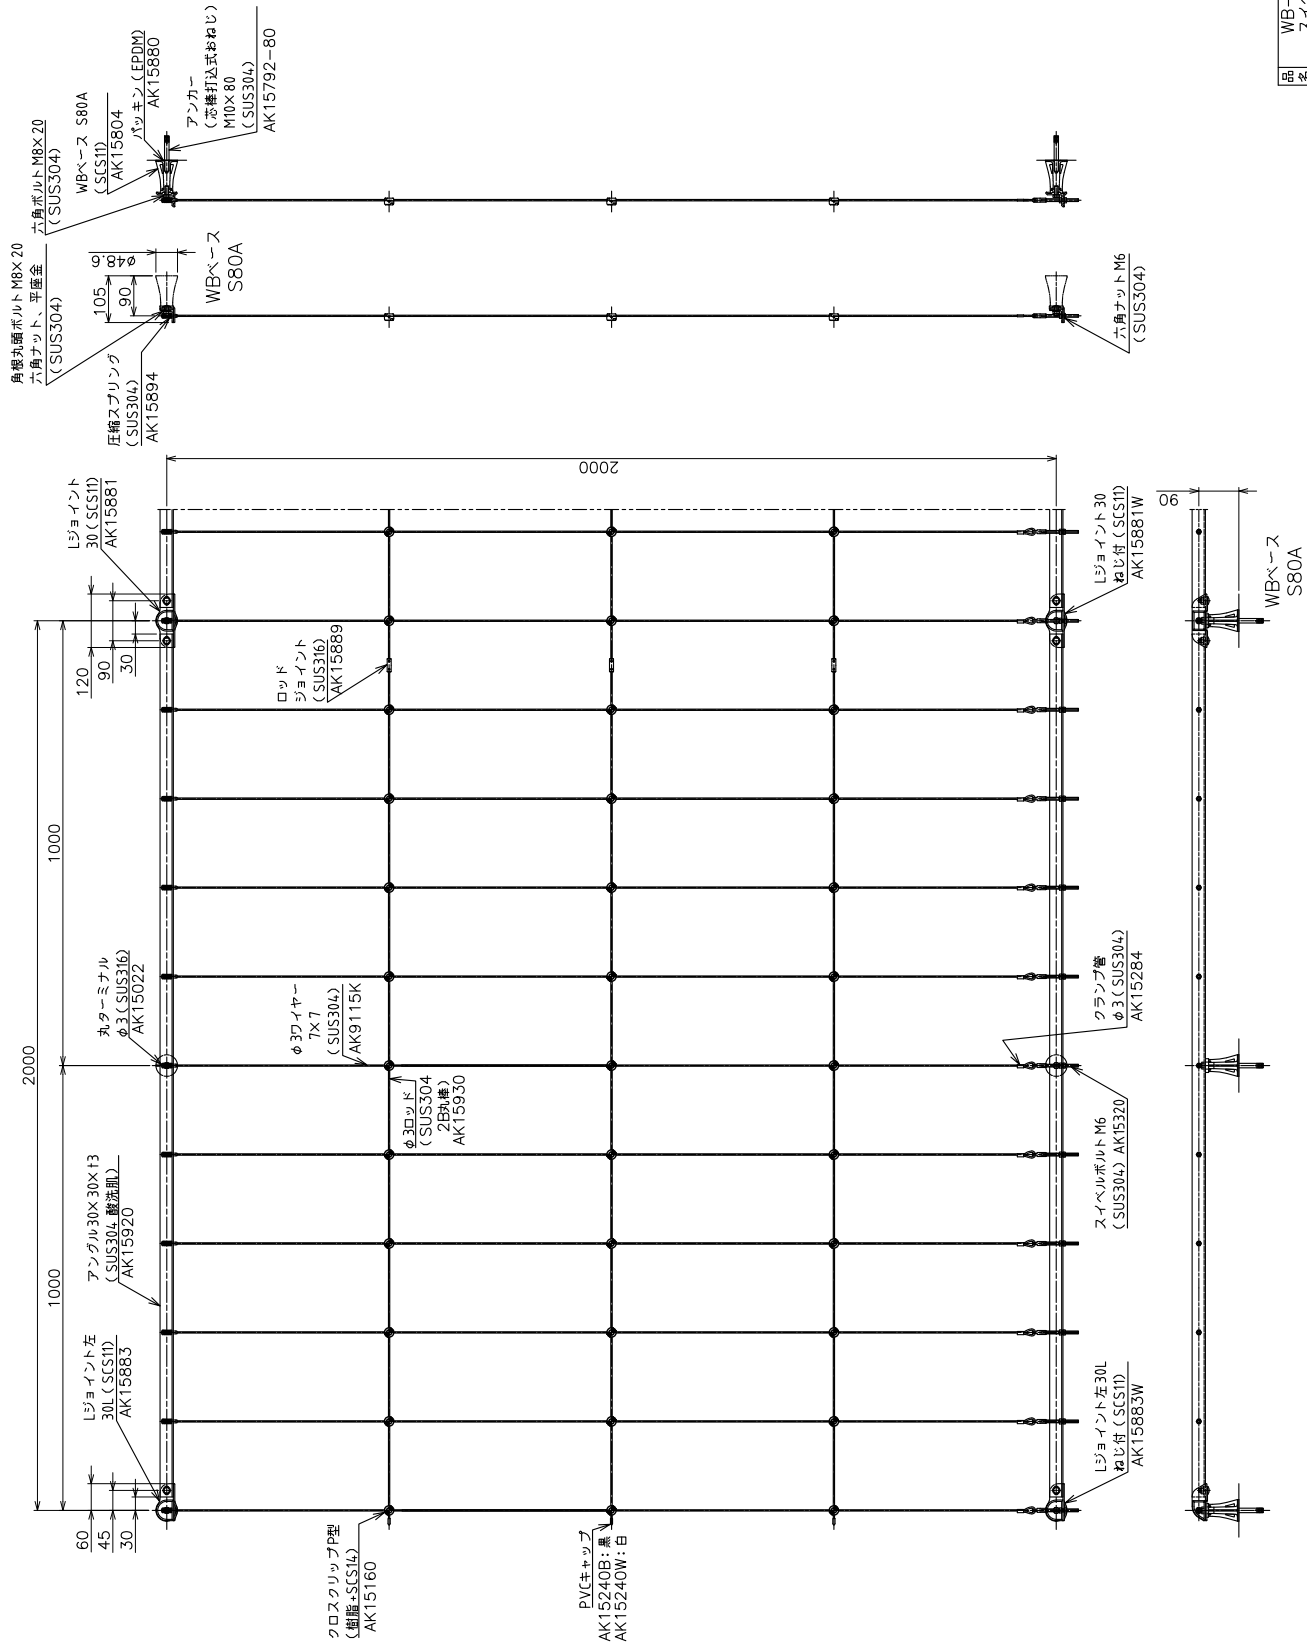 角根丸頭ボルトM8×20
六角ナット、平座金
(SUS304)
六角ボルトM8×20
(SUS304)
WBベース S80A
(SCS11)
AK15804
パッキン(EPDM)
AK15880
アンカー
(芯棒打込式おねじ)
M10×80
(SUS304)
AK15792-80
φ48.6
105
90
WBベース
S80A
圧縮スプリング
(SUS304)
AK15894
六角ナットM6
(SUS304)
2000
Lジョイント
30(SCS11)
AK15881
120
90
30
ロッド
ジョイント
(SUS316)
AK15889
Lジョイント30
ねじ付(SCS11)
AK15881W
90
WBベース
S80A
1000
2000
1000
丸ターミナル
φ3(SUS316)
AK15022
φ3ワイヤー
7×7
(SUS304)
AK9115K
φ3ロッド
(SUS304
2B丸棒)
AK15930
クランプ管
φ3(SUS304)
AK15284
スイベルボルトM6
(SUS304) AK15320
アングル30×30×t3
(SUS304 酸洗肌)
AK15920
Lジョイント左
30L(SCS11)
AK15883
60
45
30
クロスクリップP型
(樹脂+SCS14)
AK15160
PVCキャップ
AK15240B:黒
AK15240W:白
Lジョイント左30L
ねじ付(SCS11)
AK15883W
品名
WB